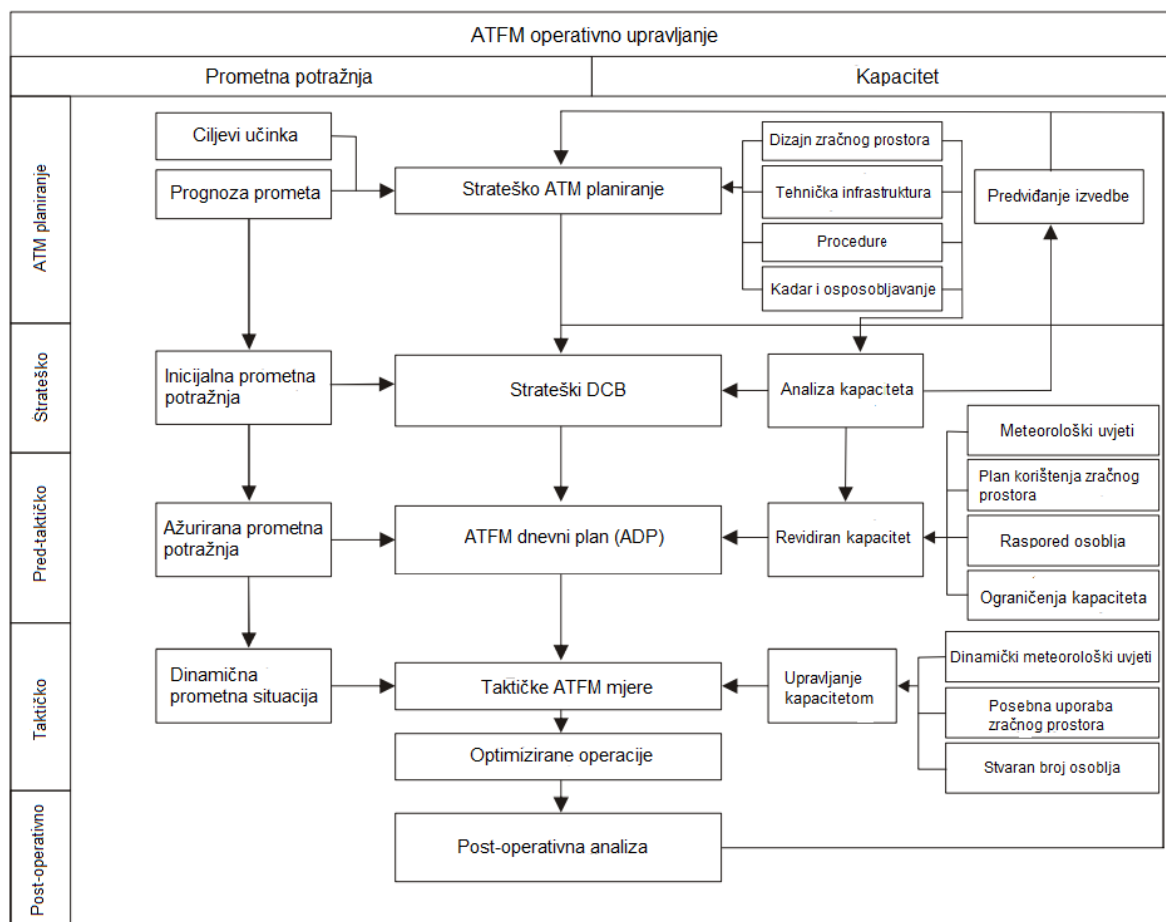 ATFM operativno upravljanje
Prometna potražnja
Kapacitet
ATM planiranje
Ciljevi učinka
Prognoza prometa
Strateško ATM planiranje
Dizajn zračnog prostora
Tehnička infrastruktura
Procedure
Kadar i osposobljavanje
Predviđanje izvedbe
Strateško
Inicijalna prometna
potražnja
Strateški DCB
Analiza kapaciteta
Pred-taktičko
Ažurirana prometna
potražnja
ATFM dnevni plan (ADP)
Revidiran kapacitet
Meteorološki uvjeti
Plan korištenja zračnog
prostora
Raspored osoblja
Ograničenja kapaciteta
Taktičko
Dinamična
prometna situacija
Taktičke ATFM mjere
Upravljanje
kapacitetom
Dinamički meteorološki uvjeti
Posebna uporaba
zračnog prostora
Stvaran broj osoblja
Optimizirane operacije
Post-operativno
Post-operativna analiza